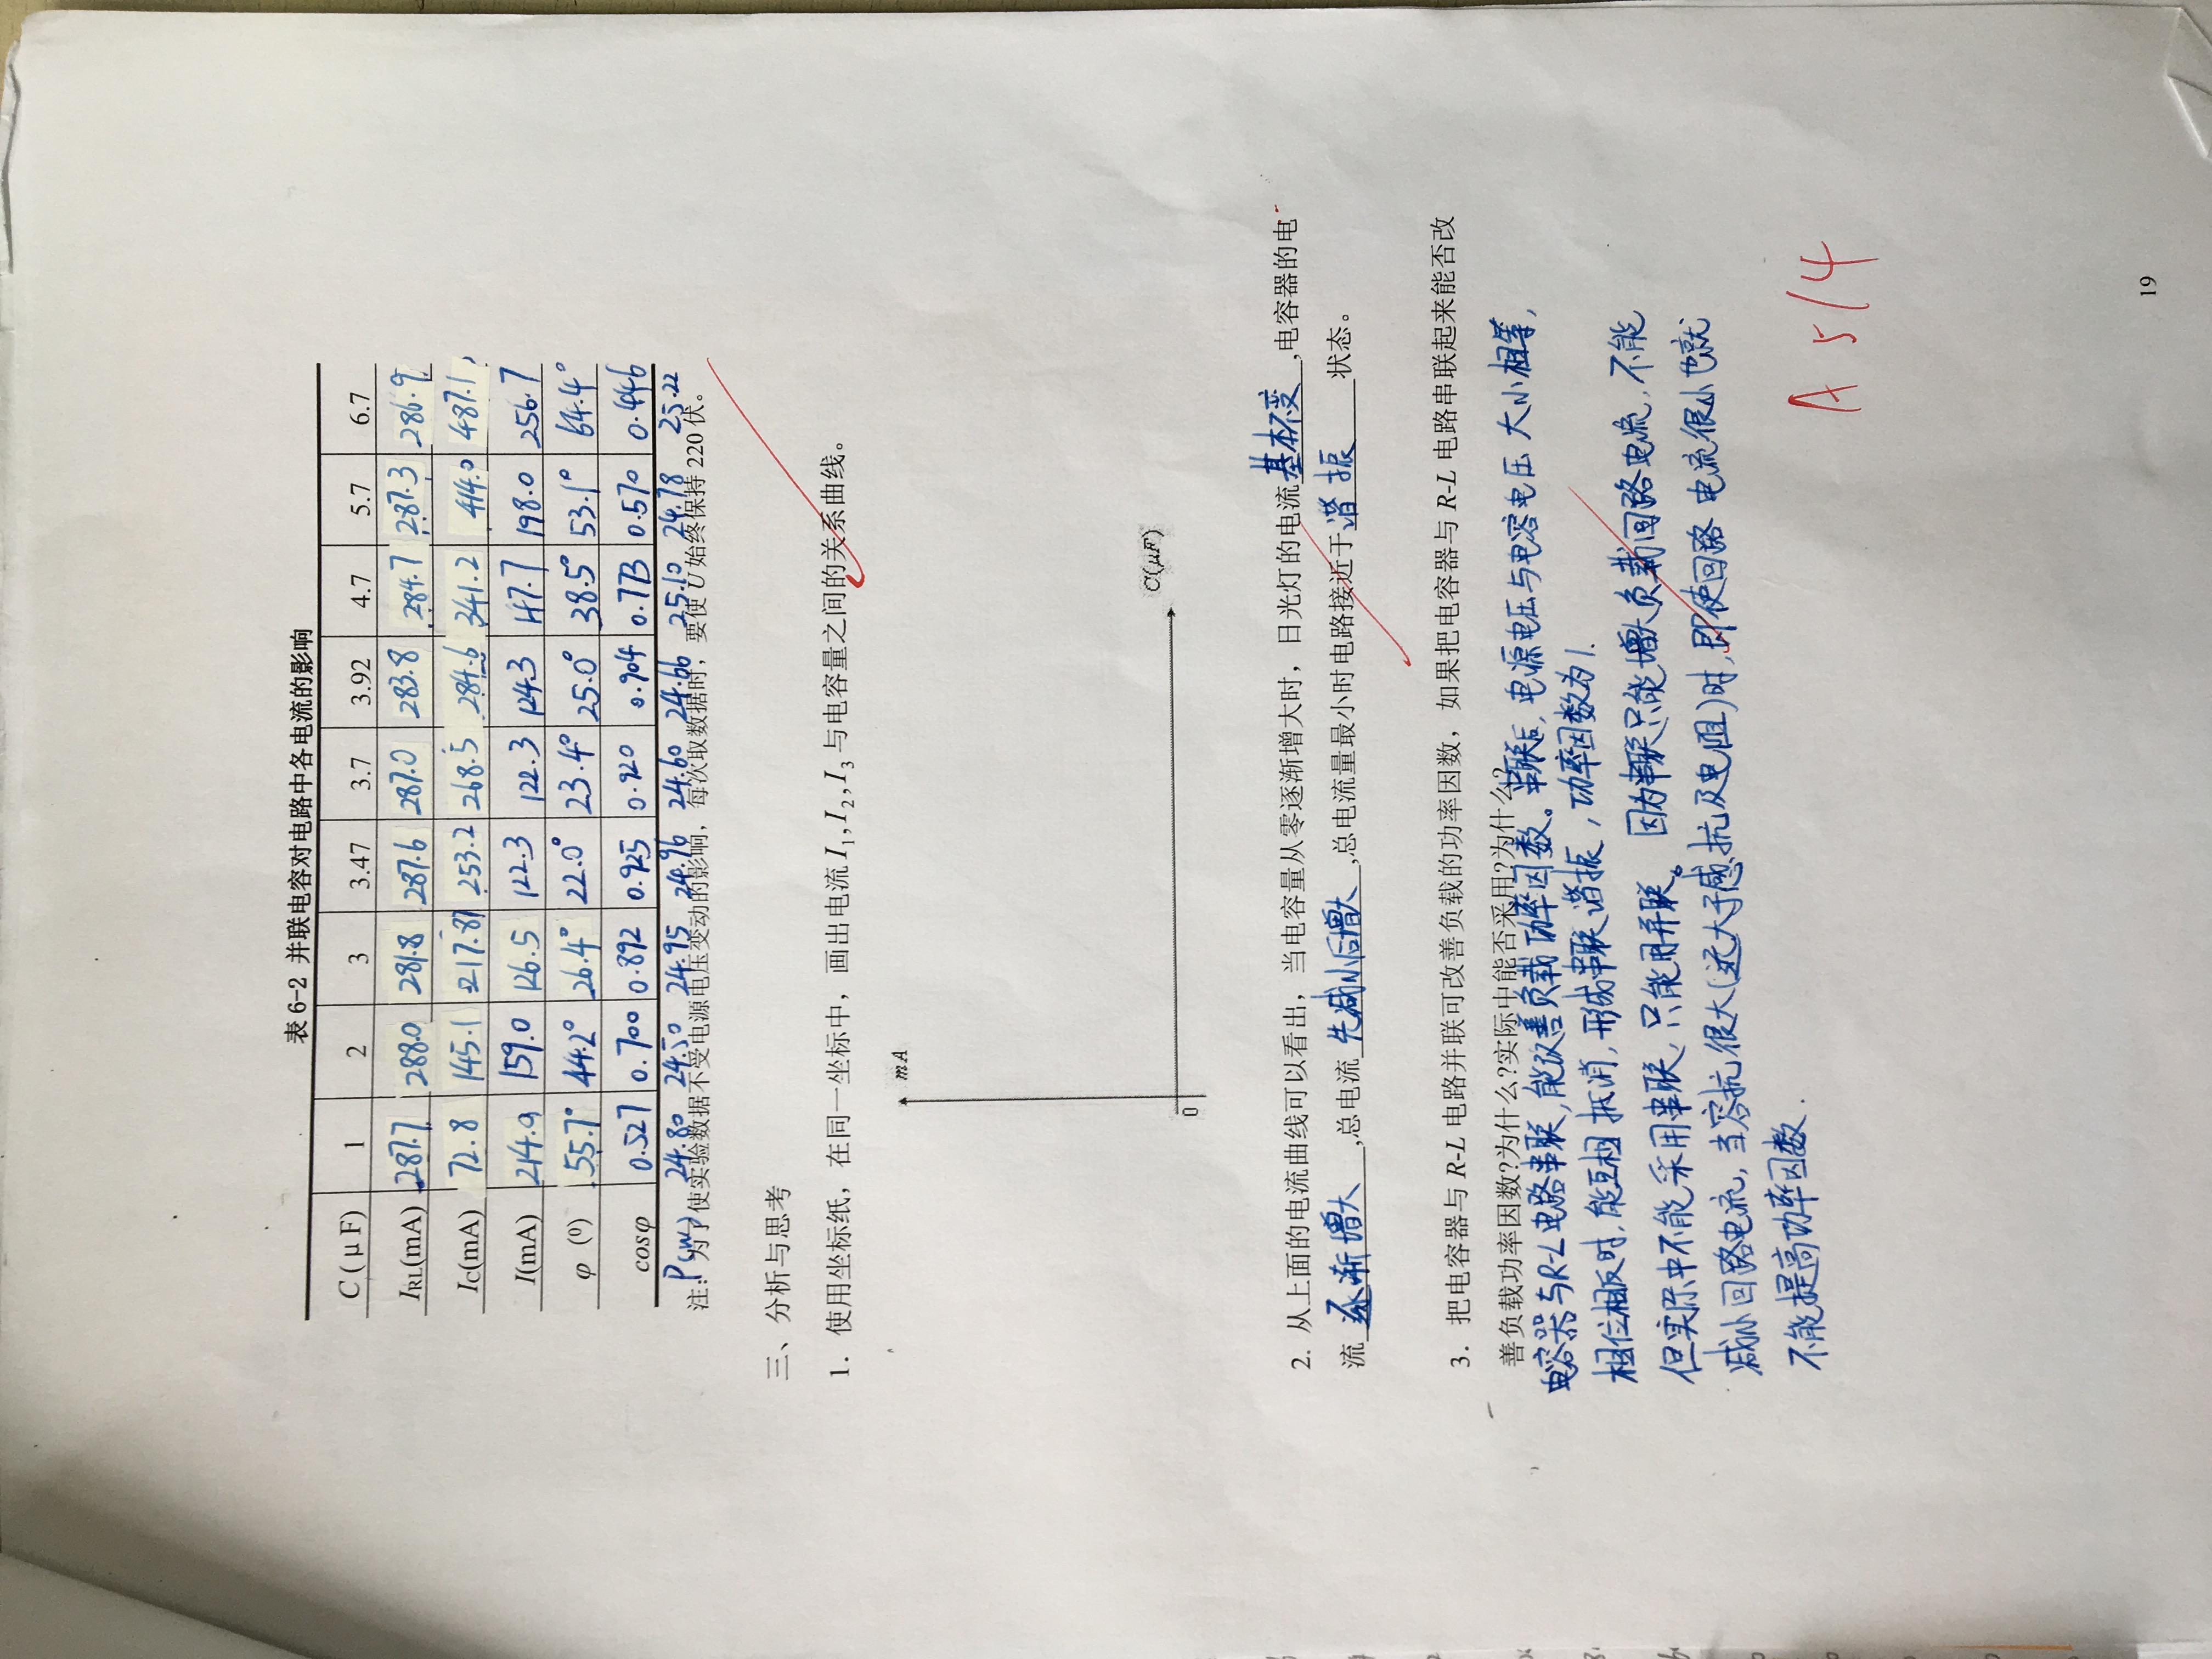 表 6-2 并联电容对电路中各电流的影响
C(μF) 1 2 3 3.47 3.7 3.92 4.7 5.7 6.7
IRL(mA) 287.7 288.0 281.8 287.6 287.0 283.8 284.7 287.3 286.9
IC(mA) 72.8 145.1 217.8 253.2 268.5 284.6 341.2 414.0 487.1
I(mA) 214.9 159.0 126.5 122.3 122.3 124.3 147.7 198.0 256.7
φ (⁰) 55.7° 44.2° 26.4° 22.0° 23.4° 25.0° 38.5° 53.1° 64.4°
cosφ 0.527 0.700 0.892 0.925 0.920 0.904 0.773 0.570 0.446
P(W) 24.80 24.50 24.95 24.96 24.60 24.66 25.10 24.78 25.22
注：为了使实验数据不受电源电压变动的影响，每次取数据时，要使 U 始终保持 220 伏。
三、分析与思考
1．使用坐标纸，在同一坐标中，画出电流 I₁,I₂,I₃ 与电容量之间的关系曲线。
mA
C(μF)
0
2. 从上面的电流曲线可以看出，当电容量从零逐渐增大时，日光灯的电流 基本不变 ,电容器的电
流 逐渐增大 ,总电流 先减小后增大 ,总电流量最小时电路接近于 谐振 状态。
3．把电容器与 R-L 电路并联可改善负载的功率因数，如果把电容器与 R-L 电路串联起来能否改
善负载功率因数?为什么?实际中能否采用?为什么?
电容器与R-L电路串联,能改善负载功率因数。串联后,电源电压与电容电压 大小相等,
相位相反时,能互相抵消,形成串联谐振,功率因数为1.
但实际中不能采用串联,只能用并联。因为串联只能增大负载回路电流,不能
减小回路电流,当容抗很大(远大于感抗及电阻)时,即使回路电流很小也就
不能提高功率因数.
A 5/4
19